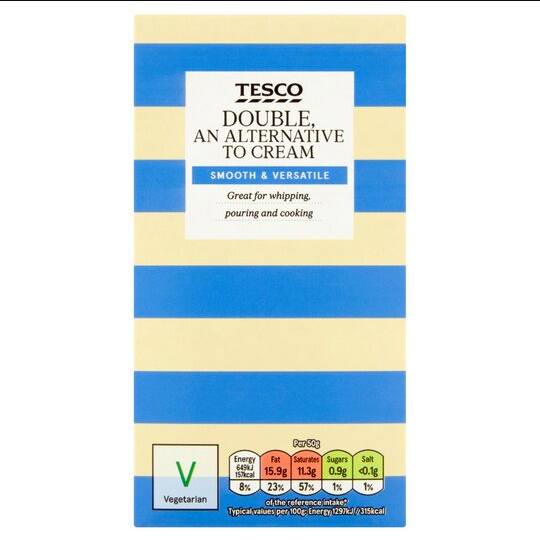 TESCO
DOUBLE,
AN ALTERNATIVE
TO CREAM
SMOOTH & VERSATILE
Great for whipping,
pouring and cooking
Per 50g
Energy
649kJ
157kcal
8%
Fat
15.9g
23%
Saturates
11.3g
57%
Sugars
0.9g
1%
Salt
<0.1g
1%
of the reference intake*
Typical values per 100g: Energy 1297kJ / 315kcal
V
Vegetarian